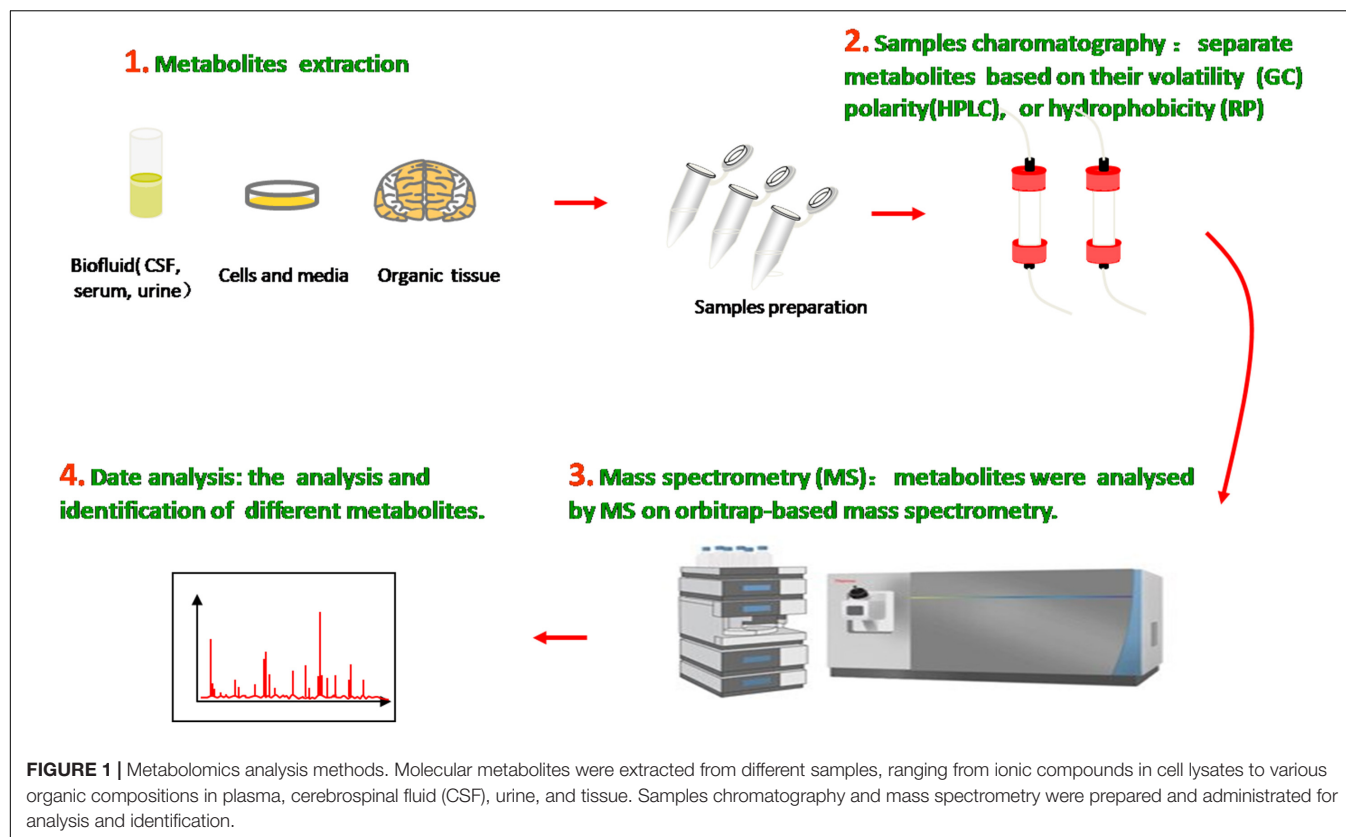 1. Metabolites extraction
2. Samples charomatography : separate
metabolites based on their volatility (GC)
polarity(HPLC), or hydrophobicity (RP)
Biofluid( CSF,
serum, urine)
Cells and media
Organic tissue
Samples preparation
4. Date analysis: the analysis and
identification of different metabolites.
3. Mass spectrometry (MS): metabolites were analysed
by MS on orbitrap-based mass spectrometry.
FIGURE 1 | Metabolomics analysis methods. Molecular metabolites were extracted from different samples, ranging from ionic compounds in cell lysates to various
organic compositions in plasma, cerebrospinal fluid (CSF), urine, and tissue. Samples chromatography and mass spectrometry were prepared and administrated for
analysis and identification.